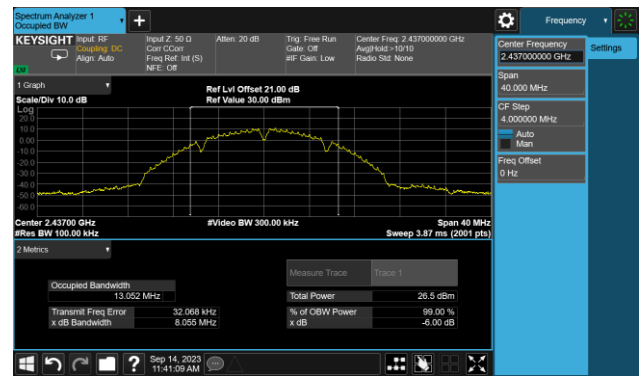 Spectrum Analyzer 1
Occupied BW
Frequency
KEYSIGHT
Input: RF
Coupling: DC
Align: Auto
Input Z: 50 Ω
Corr CCorr
Freq Ref: Int (S)
NFE: Off
Atten: 20 dB
Trig: Free Run
Gate: Off
#IF Gain: Low
Center Freq: 2.437000000 GHz
Avg|Hold:>10/10
Radio Std: None
Center Frequency
2.437000000 GHz
Settings
Span
40.000 MHz
CF Step
4.000000 MHz
Auto
Man
Freq Offset
0 Hz
1 Graph
Scale/Div 10.0 dB
Ref Lvl Offset 21.00 dB
Ref Value 30.00 dBm
Log
20.0
10.0
0.00
-10.0
-20.0
-30.0
-40.0
-50.0
-60.0
Center 2.43700 GHz
#Res BW 100.00 kHz
#Video BW 300.00 kHz
Span 40 MHz
Sweep 3.87 ms (2001 pts)
2 Metrics
Measure Trace
Trace 1
Occupied Bandwidth
13.052 MHz
Total Power
26.5 dBm
Transmit Freq Error
32.068 kHz
% of OBW Power
99.00 %
x dB Bandwidth
8.055 MHz
x dB
-6.00 dB
?
Sep 14, 2023
11:41:09 AM